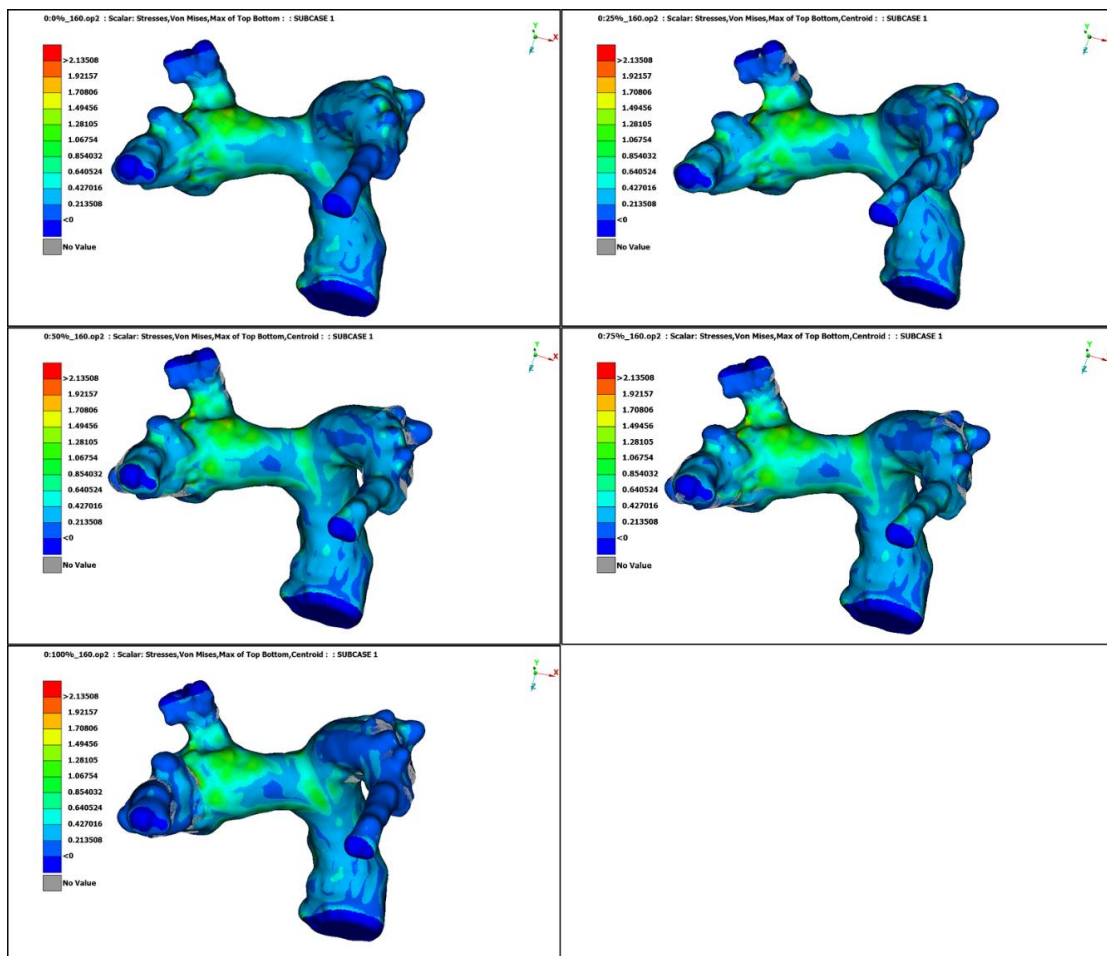 0:0%_160.op2 : Scalar: Stresses,Von Mises,Max of Top Bottom : : SUBCASE 1
>2.13508
1.92157
1.70806
1.49456
1.28105
1.06754
0.854032
0.640524
0.427016
0.213508
<0
No Value
Y
X
Z
0:25%_160.op2 : Scalar: Stresses,Von Mises,Max of Top Bottom,Centroid : : SUBCASE 1
>2.13508
1.92157
1.70806
1.49456
1.28105
1.06754
0.854032
0.640524
0.427016
0.213508
<0
No Value
Y
X
Z
0:50%_160.op2 : Scalar: Stresses,Von Mises,Max of Top Bottom,Centroid : : SUBCASE 1
>2.13508
1.92157
1.70806
1.49456
1.28105
1.06754
0.854032
0.640524
0.427016
0.213508
<0
No Value
Y
X
Z
0:75%_160.op2 : Scalar: Stresses,Von Mises,Max of Top Bottom,Centroid : : SUBCASE 1
>2.13508
1.92157
1.70806
1.49456
1.28105
1.06754
0.854032
0.640524
0.427016
0.213508
<0
No Value
Y
X
Z
0:100%_160.op2 : Scalar: Stresses,Von Mises,Max of Top Bottom,Centroid : : SUBCASE 1
>2.13508
1.92157
1.70806
1.49456
1.28105
1.06754
0.854032
0.640524
0.427016
0.213508
<0
No Value
Y
X
Z